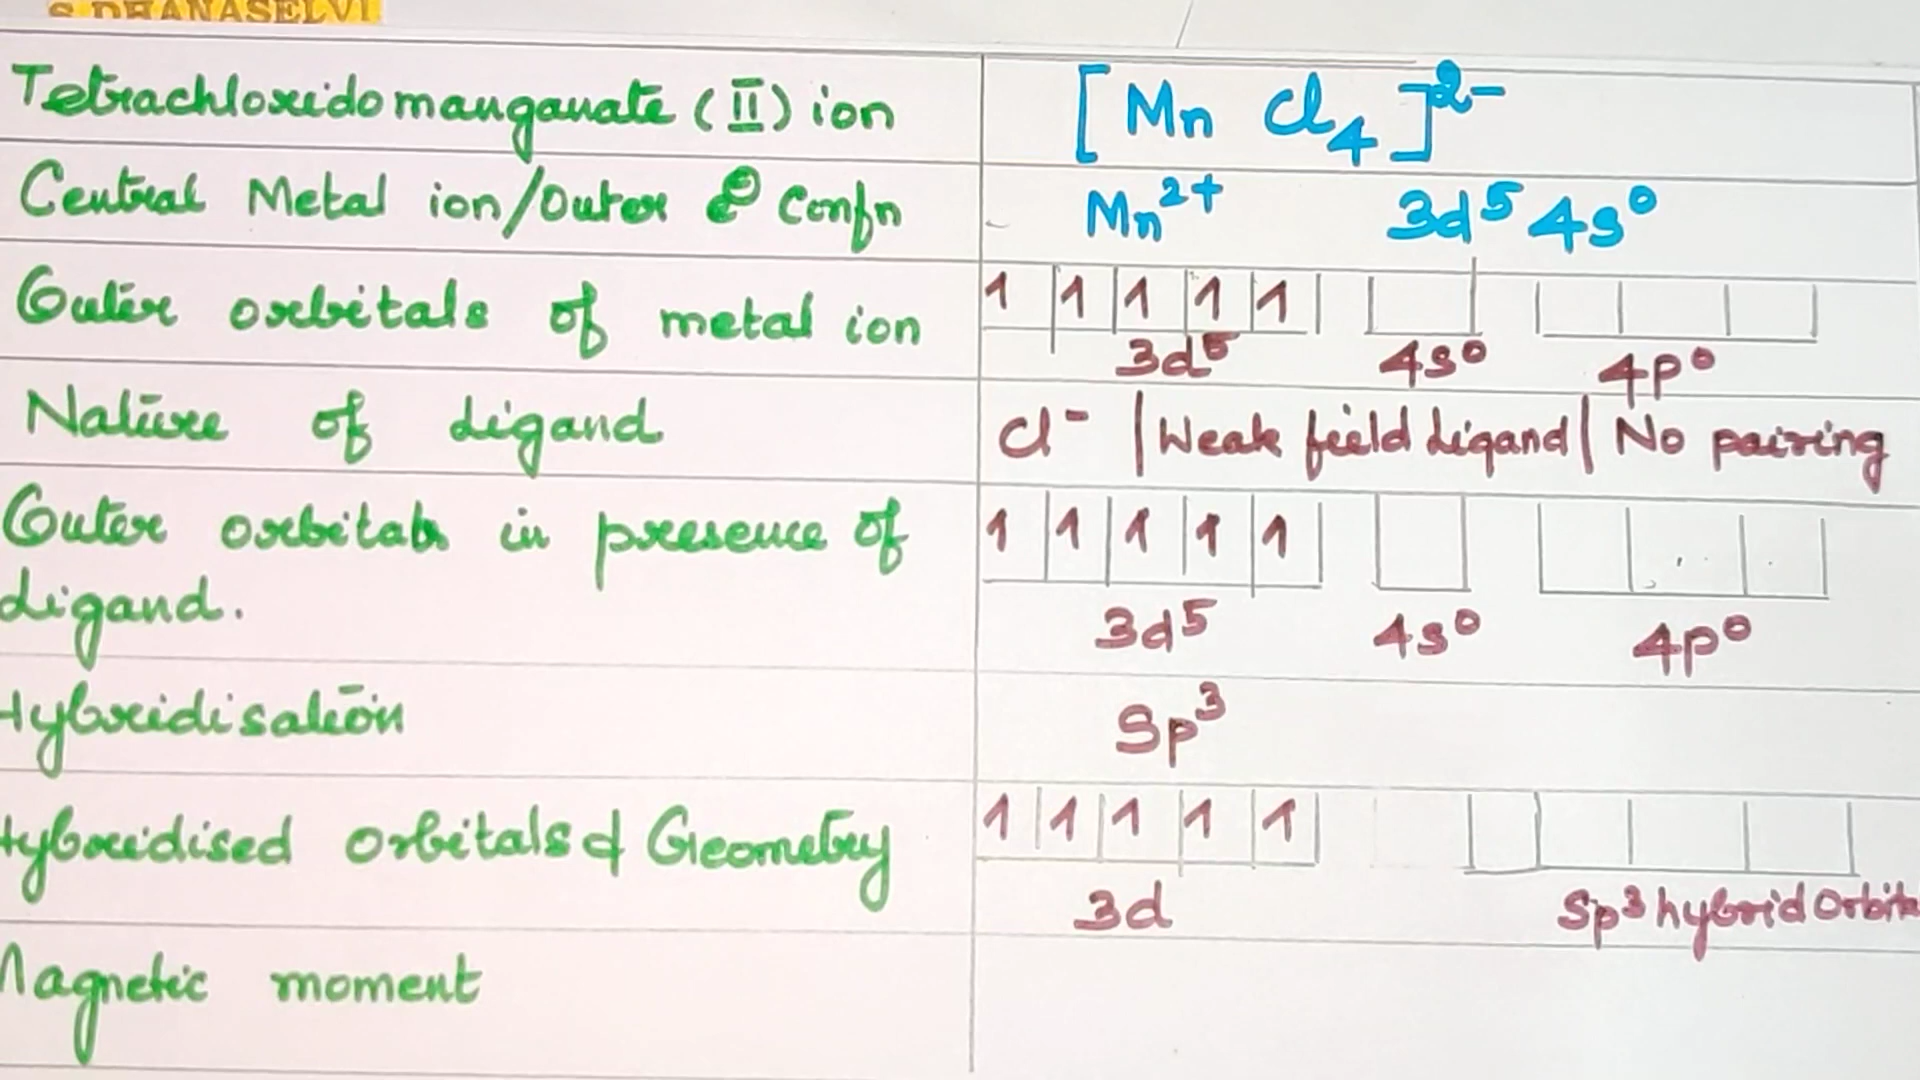 S. DHANASELVI
Tetrachloridomanganate (II) ion
[Mn Cl4]2-
Central Metal ion/Outer e⊖ Confn
Mn2+ 3d5 4s0
Outer orbitals of metal ion
1 1 1 1 1
3d5 4s0 4p0
Nature of Ligand
Cl- | Weak field Ligand | No pairing
Outer orbitals in presence of
Ligand.
1 1 1 1 1
3d5 4s0 4p0
Hybridisation
Sp3
Hybridised orbitals & Geometry
1 1 1 1 1
3d Sp3 hybrid Orbita
Magnetic moment